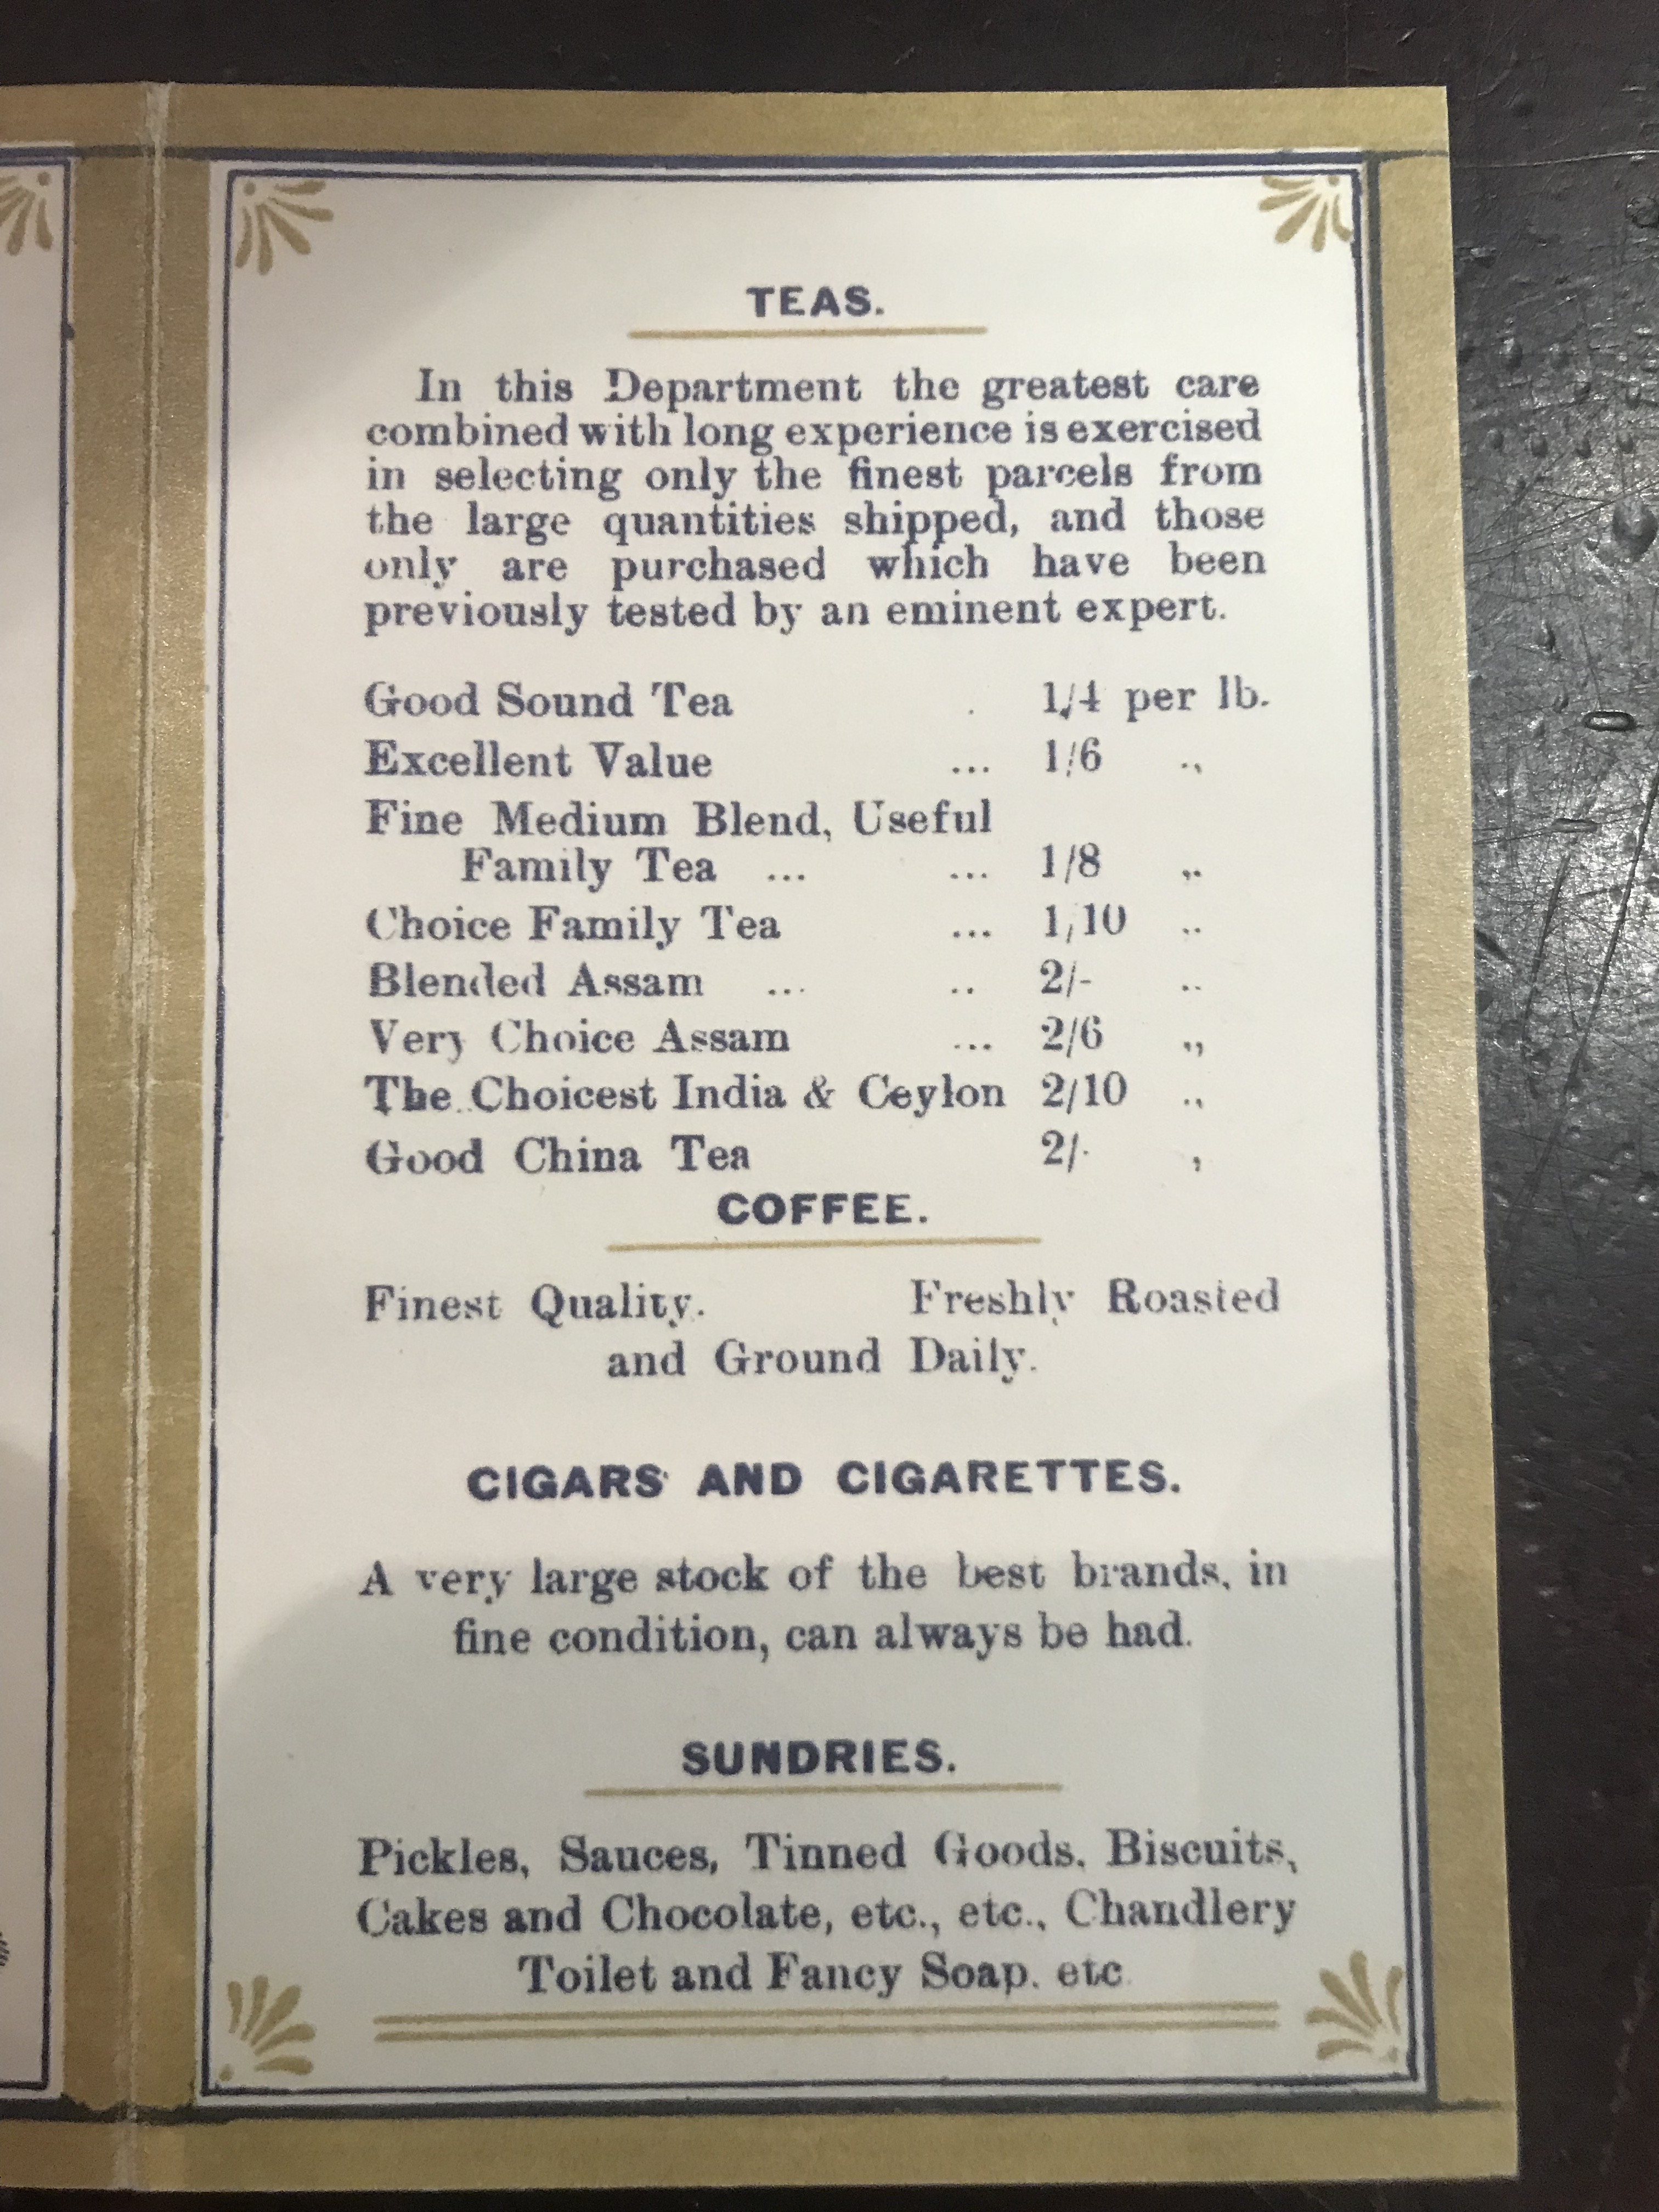 TEAS.
In this Department the greatest care
combined with long experience is exercised
in selecting only the finest parcels from
the large quantities shipped, and those
only are purchased which have been
previously tested by an eminent expert.
Good Sound Tea . 1/4 per lb.
Excellent Value ... 1/6 „
Fine Medium Blend, Useful
Family Tea ... ... 1/8 „
Choice Family Tea ... 1/10 „
Blended Assam ... .. 2/- „
Very Choice Assam ... 2/6 „
The Choicest India & Ceylon 2/10 „
Good China Tea 2/- „
COFFEE.
Finest Quality. Freshly Roasted
and Ground Daily.
CIGARS AND CIGARETTES.
A very large stock of the best brands, in
fine condition, can always be had.
SUNDRIES.
Pickles, Sauces, Tinned Goods, Biscuits,
Cakes and Chocolate, etc., etc., Chandlery
Toilet and Fancy Soap. etc